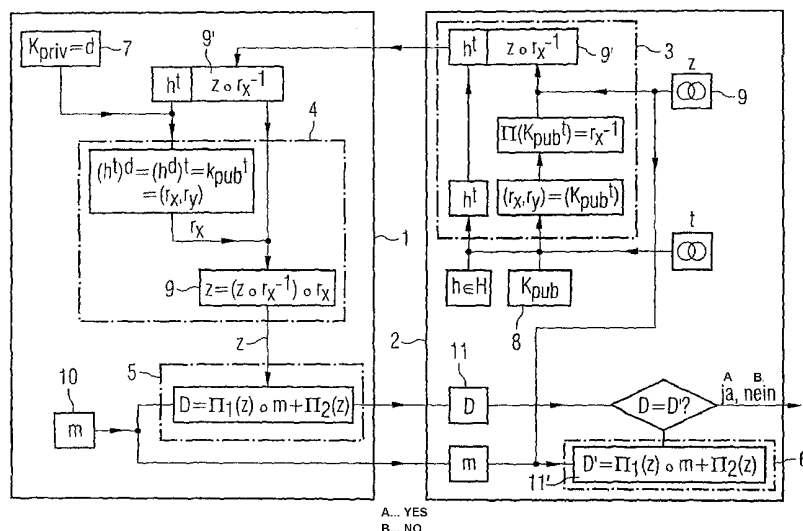 Kpriv=d
7
9'
hᵗ z∘rₓ⁻¹
4
(hᵗ)ᵈ=(hᵈ)ᵗ=kpubᵗ
=(rₓ,rᵧ)
rₓ
9
z=(z∘rₓ⁻¹)∘rₓ
z
1
5
10
m
D=Π₁(z)∘m+Π₂(z)
hᵗ z∘rₓ⁻¹
9'
3
z
9
Π(Kpubᵗ)=rₓ⁻¹
hᵗ
(rₓ,rᵧ)=(Kpubᵗ)
t
h∈H
Kpub
8
2
11
D
D=D'?
A B.
ja, nein
m
D'=Π₁(z)∘m+Π₂(z)
11'
6
A... YES
B... NO